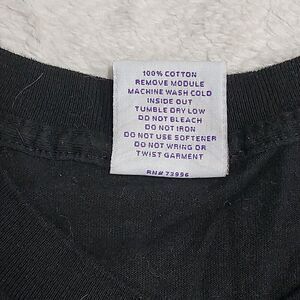 100% COTTON
REMOVE MODULE
MACHINE WASH COLD
INSIDE OUT
TUMBLE DRY LOW
DO NOT BLEACH
DO NOT IRON
DO NOT USE SOFTENER
DO NOT WRING OR
TWIST GARMENT
RN# 73996